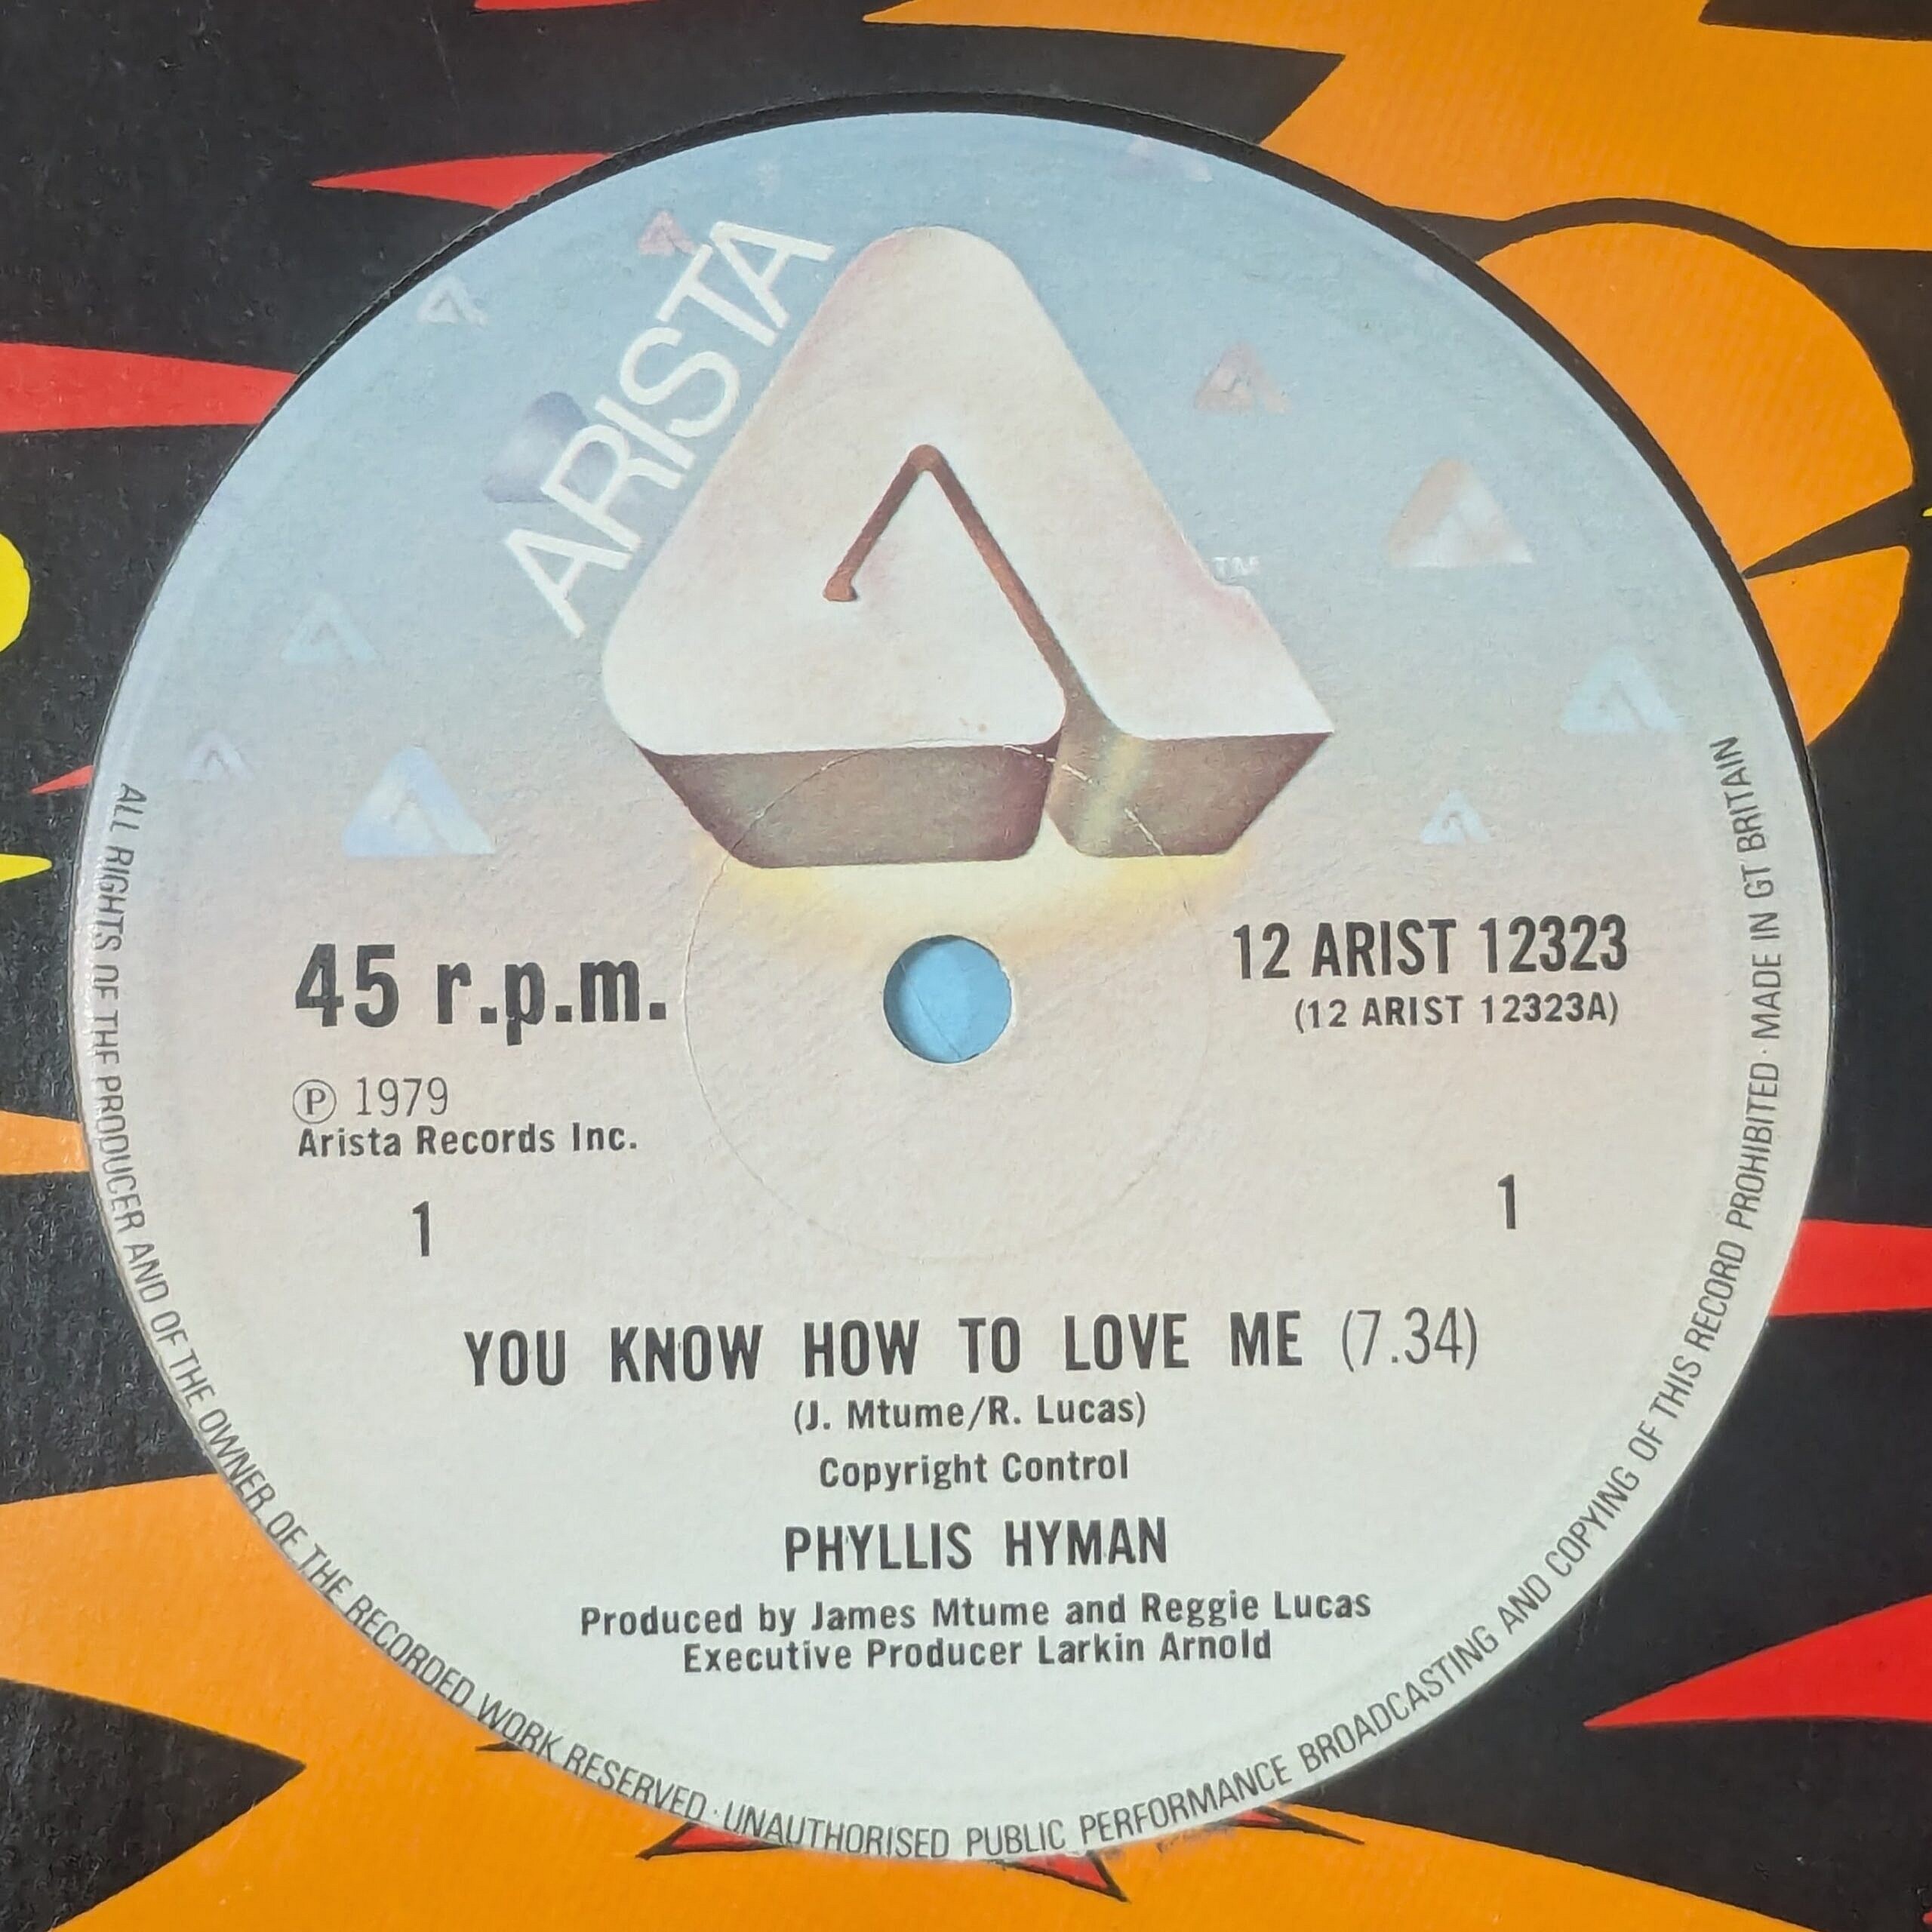 ARISTA
TM
45 r.p.m.
12 ARIST 12323
(12 ARIST 12323A)
Ⓟ 1979
Arista Records Inc.
1
1
YOU KNOW HOW TO LOVE ME (7.34)
(J. Mtume/R. Lucas)
Copyright Control
PHYLLIS HYMAN
Produced by James Mtume and Reggie Lucas
Executive Producer Larkin Arnold
ALL RIGHTS OF THE PRODUCER AND OF THE OWNER OF THE RECORDED WORK RESERVED · UNAUTHORISED PUBLIC PERFORMANCE BROADCASTING AND COPYING OF THIS RECORD PROHIBITED · MADE IN GT BRITAIN